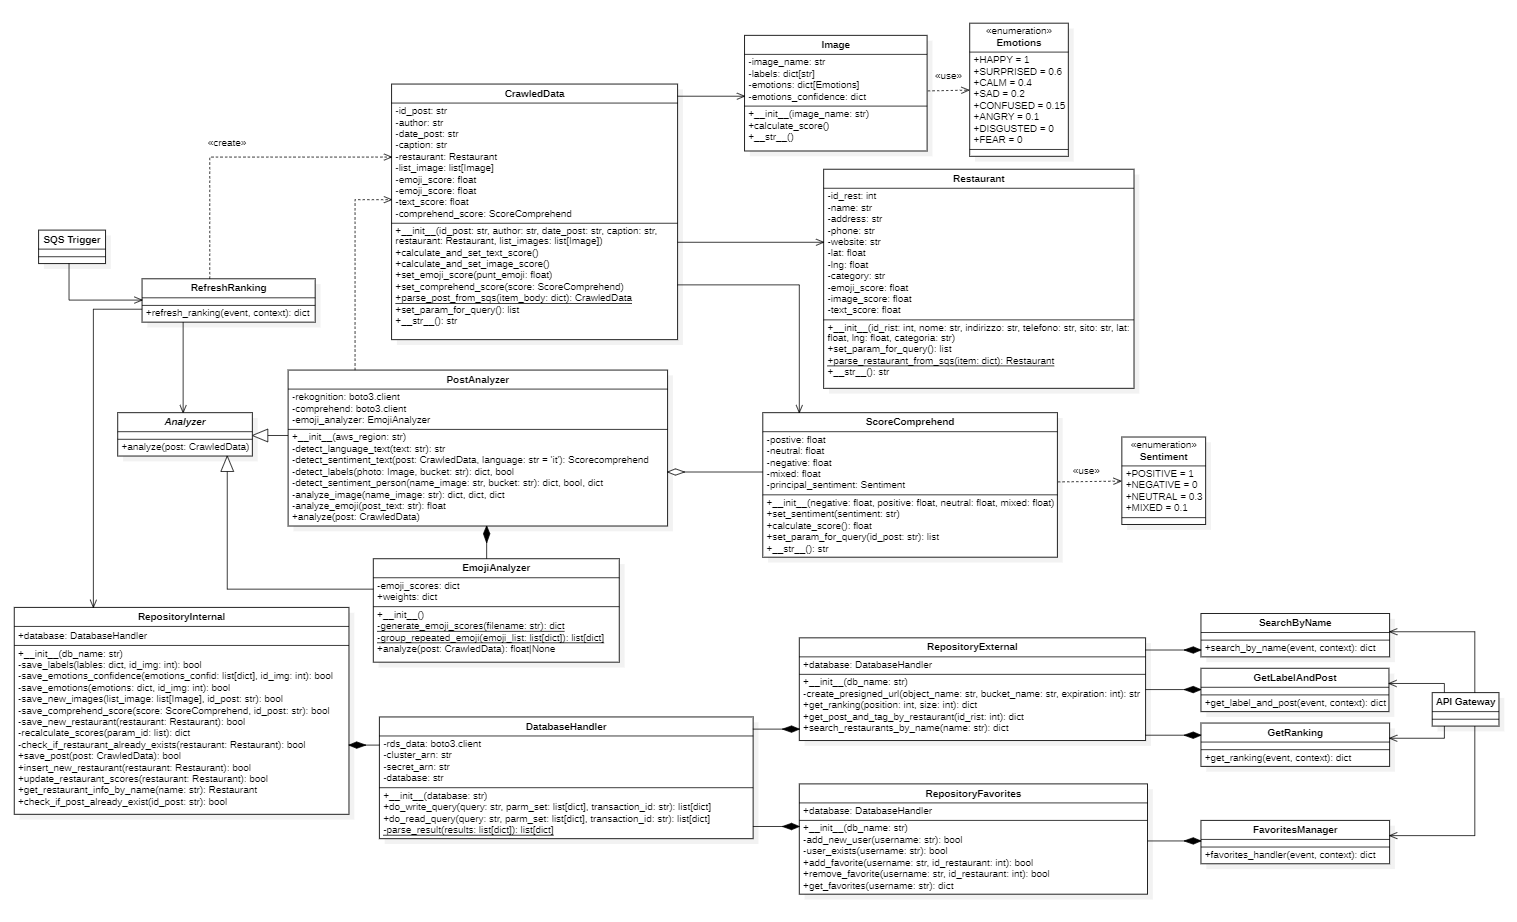 Image
-image_name: str
-labels: dict[str]
-emotions: dict[Emotions]
-emotions_confidence: dict
+__init__(image_name: str)
+calculate_score()
+__str__()
«use»
«enumeration»
Emotions
+HAPPY = 1
+SURPRISED = 0.6
+CALM = 0.4
+SAD = 0.2
+CONFUSED = 0.15
+ANGRY = 0.1
+DISGUSTED = 0
+FEAR = 0
CrawledData
-id_post: str
-author: str
-date_post: str
-caption: str
-restaurant: Restaurant
-list_image: list[Image]
-emoji_score: float
-emoji_score: float
-text_score: float
-comprehend_score: ScoreComprehend
+__init__(id_post: str, author: str, date_post: str, caption: str,
restaurant: Restaurant, list_images: list[Image])
+calculate_and_set_text_score()
+calculate_and_set_image_score()
+set_emoji_score(punt_emoji: float)
+set_comprehend_score(score: ScoreComprehend)
+parse_post_from_sqs(item_body: dict): CrawledData
+set_param_for_query(): list
+__str__(): str
«create»
Restaurant
-id_rest: int
-name: str
-address: str
-phone: str
-website: str
-lat: float
-lng: float
-category: str
-emoji_score: float
-image_score: float
-text_score: float
+__init__(id_rist: int, nome: str, indirizzo: str, telefono: str, sito: str, lat:
float, lng: float, categoria: str)
+set_param_for_query(): list
+parse_restaurant_from_sqs(item: dict): Restaurant
+__str__(): str
SQS Trigger
RefreshRanking
+refresh_ranking(event, context): dict
PostAnalyzer
-rekognition: boto3.client
-comprehend: boto3.client
-emoji_analyzer: EmojiAnalyzer
+__init__(aws_region: str)
-detect_language_text(text: str): str
-detect_sentiment_text(post: CrawledData, language: str = 'it'): Scorecomprehend
-detect_labels(photo: Image, bucket: str): dict, bool
-detect_sentiment_person(name_image: str, bucket: str): dict, bool, dict
-analyze_image(name_image: str): dict, dict, dict
-analyze_emoji(post_text: str): float
+analyze(post: CrawledData)
Analyzer
+analyze(post: CrawledData)
ScoreComprehend
-postive: float
-neutral: float
-negative: float
-mixed: float
-principal_sentiment: Sentiment
+__init__(negative: float, positive: float, neutral: float, mixed: float)
+set_sentiment(sentiment: str)
+calculate_score(): float
+set_param_for_query(id_post: str): list
+__str__(): str
«use»
«enumeration»
Sentiment
+POSITIVE = 1
+NEGATIVE = 0
+NEUTRAL = 0.3
+MIXED = 0.1
EmojiAnalyzer
-emoji_scores: dict
+weights: dict
+__init__()
-generate_emoji_scores(filename: str): dict
-group_repeated_emoji(emoji_list: list[dict]): list[dict]
+analyze(post: CrawledData): float|None
RepositoryInternal
+database: DatabaseHandler
+__init__(db_name: str)
-save_labels(lables: dict, id_img: int): bool
-save_emotions_confidence(emotions_confid: list[dict], id_img: int): bool
-save_emotions(emotions: dict, id_img: int): bool
-save_new_images(list_image: list[Image], id_post: str): bool
-save_comprehend_score(score: ScoreComprehend, id_post: str): bool
-save_new_restaurant(restaurant: Restaurant): bool
-recalculate_scores(param_id: list): dict
-check_if_restaurant_already_exists(restaurant: Restaurant): bool
+save_post(post: CrawledData): bool
+insert_new_restaurant(restaurant: Restaurant): bool
+update_restaurant_scores(restaurant: Restaurant): bool
+get_restaurant_info_by_name(name: str): Restaurant
+check_if_post_already_exist(id_post: str): bool
DatabaseHandler
-rds_data: boto3.client
-cluster_arn: str
-secret_arn: str
-database: str
+__init__(database: str)
+do_write_query(query: str, parm_set: list[dict], transaction_id: str): list[dict]
+do_read_query(query: str, parm_set: list[dict], transaction_id: str): list[dict]
-parse_result(results: list[dict]): list[dict]
RepositoryExternal
+database: DatabaseHandler
+__init__(db_name: str)
-create_presigned_url(object_name: str, bucket_name: str, expiration: int): str
+get_ranking(position: int, size: int): dict
+get_post_and_tag_by_restaurant(id_rist: int): dict
+search_restaurants_by_name(name: str): dict
SearchByName
+search_by_name(event, context): dict
GetLabelAndPost
+get_label_and_post(event, context): dict
GetRanking
+get_ranking(event, context): dict
API Gateway
RepositoryFavorites
+database: DatabaseHandler
+__init__(db_name: str)
-add_new_user(username: str): bool
-user_exists(username: str): bool
+add_favorite(username: str, id_restaurant: int): bool
+remove_favorite(username: str, id_restaurant: int): bool
+get_favorites(username: str): dict
FavoritesManager
+favorites_handler(event, context): dict